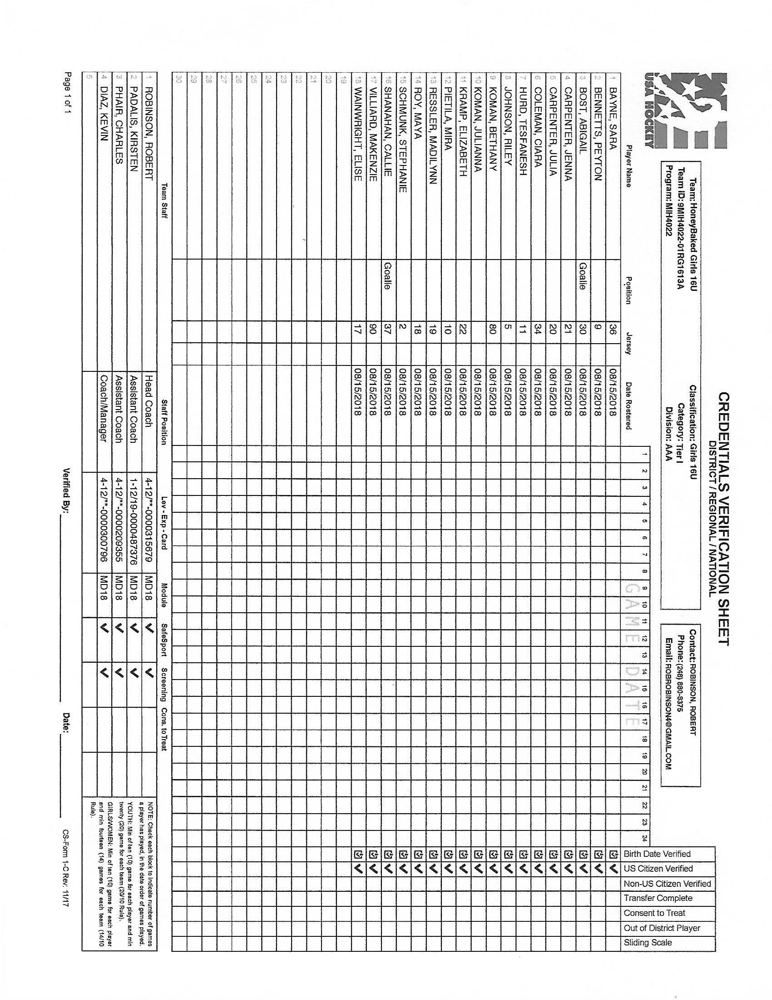 CREDENTIALS VERIFICATION SHEET
DISTRICT / REGIONAL / NATIONAL
USA HOCKEY
Team: HoneyBaked Girls 16U Classification: Girls 16U
Team ID: 9MIH4022-01RG1613A Category: Tier I
Program: MIH4022 Division: AAA
Contact: ROBINSON, ROBERT
Phone: (248) 880-8375
Email: ROBROBINSON4@GMAIL.COM
1 2 3 4 5 6 7 8 9 10 11 12 13 14 15 16 17 18 19 20 21 22 23 24
Player Name Position Jersey Date Rostered GAME DATE
Birth Date Verified
US Citizen Verified
Non-US Citizen Verified
Transfer Complete
Consent to Treat
Out of District Player
Sliding Scale
1 BAYNE, SARA 36 08/15/2018
2 BENNETTS, PEYTON 9 08/15/2018
3 BOST, ABIGAIL Goalie 30 08/15/2018
4 CARPENTER, JENNA 21 08/15/2018
5 CARPENTER, JULIA 20 08/15/2018
6 COLEMAN, CIARA 34 08/15/2018
7 HURD, TESFANESH 11 08/15/2018
8 JOHNSON, RILEY 5 08/15/2018
9 KOMAN, BETHANY 80 08/15/2018
10 KOMAN, JULIANNA 08/15/2018
11 KRAMP, ELIZABETH 22 08/15/2018
12 PIETILA, MIRA 10 08/15/2018
13 RESSLER, MADILYNN 19 08/15/2018
14 ROY, MAYA 18 08/15/2018
15 SCHMUNK, STEPHANIE 2 08/15/2018
16 SHANAHAN, CALLIE Goalie 37 08/15/2018
17 VILLIARD, MAKENZIE 90 08/15/2018
18 WAINWRIGHT, ELISE 17 08/15/2018
19
20
21
22
23
24
25
26
27
28
29
30
Team Staff Staff Position Lev - Exp - Card Module SafeSport Screening Cons. to Treat
1 ROBINSON, ROBERT Head Coach 4-12/**-0000315679 MD18
2 PADALIS, KIRSTEN Assistant Coach 1-12/19-0000487376 MD18
3 PHAIR, CHARLES Assistant Coach 4-12/**-0000209355 MD18
4 DIAZ, KEVIN Coach/Manager 4-12/**-0000300796 MD18
5
NOTE: Check each block to indicate number of games
a player has played, in the date order of games played.
YOUTH: Min of ten (10) game for each player and min
twenty (20) game for each team (20/10 Rule).
GIRLS/WOMEN: Min of ten (10) game for each player
and min fourteen (14) games for each team (14/10
Rule).
Page 1 of 1 Verified By: Date: CS-Form 1-C Rev: 11/17